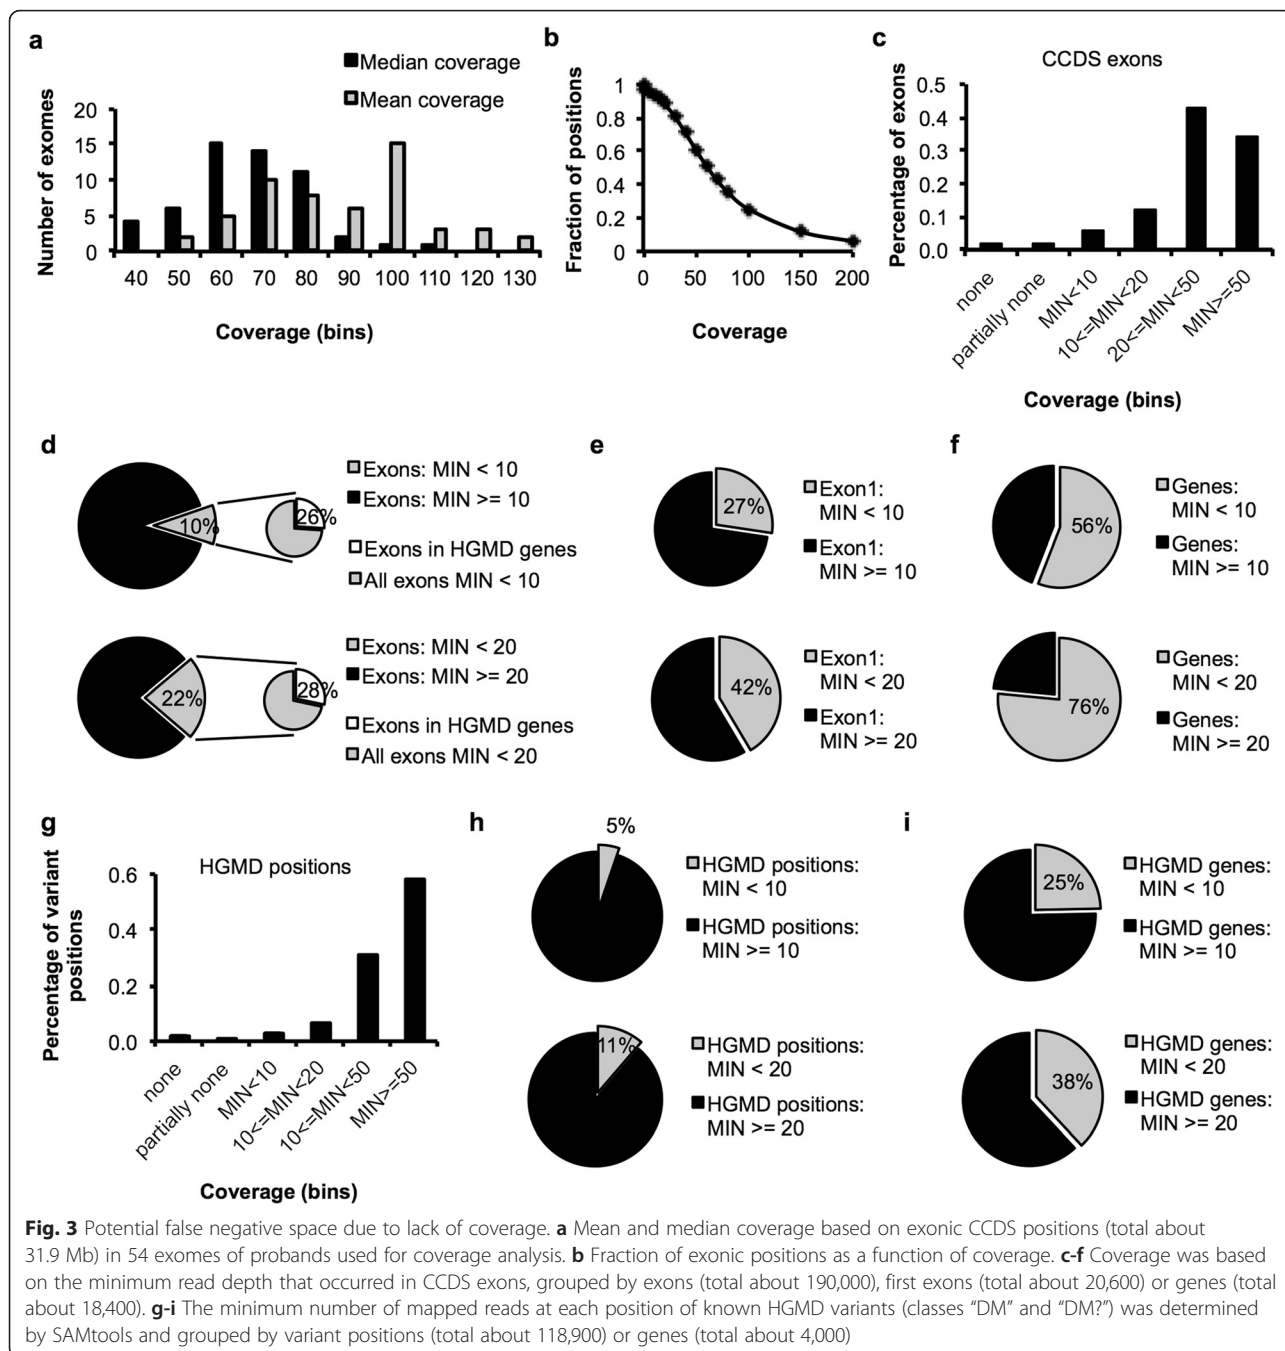 a
Median coverage
Mean coverage
Number of exomes
20
15
10
5
0
40 50 60 70 80 90 100 110 120 130
Coverage (bins)
b
Fraction of positions
1
0.8
0.6
0.4
0.2
0
0 50 100 150 200
Coverage
c
CCDS exons
Percentage of exons
0.5
0.4
0.3
0.2
0.1
0.0
none
partially none
MIN<10
10<=MIN<20
20<=MIN<50
MIN>=50
Coverage (bins)
d
10%
26%
Exons: MIN < 10
Exons: MIN >= 10
Exons in HGMD genes
All exons MIN < 10
22%
28%
Exons: MIN < 20
Exons: MIN >= 20
Exons in HGMD genes
All exons MIN < 20
e
27%
Exon1:
MIN < 10
Exon1:
MIN >= 10
42%
Exon1:
MIN < 20
Exon1:
MIN >= 20
f
56%
Genes:
MIN < 10
Genes:
MIN >= 10
76%
Genes:
MIN < 20
Genes:
MIN >= 20
g
HGMD positions
Percentage of variant
positions
0.6
0.4
0.2
0.0
none
partially none
MIN<10
10<=MIN<20
10<=MIN<50
MIN>=50
Coverage (bins)
h
5%
HGMD positions:
MIN < 10
HGMD positions:
MIN >= 10
11%
HGMD positions:
MIN < 20
HGMD positions:
MIN >= 20
i
25%
HGMD genes:
MIN < 10
HGMD genes:
MIN >= 10
38%
HGMD genes:
MIN < 20
HGMD genes:
MIN >= 20
Fig. 3 Potential false negative space due to lack of coverage. a Mean and median coverage based on exonic CCDS positions (total about
31.9 Mb) in 54 exomes of probands used for coverage analysis. b Fraction of exonic positions as a function of coverage. c-f Coverage was based
on the minimum read depth that occurred in CCDS exons, grouped by exons (total about 190,000), first exons (total about 20,600) or genes (total
about 18,400). g-i The minimum number of mapped reads at each position of known HGMD variants (classes “DM” and “DM?”) was determined
by SAMtools and grouped by variant positions (total about 118,900) or genes (total about 4,000)